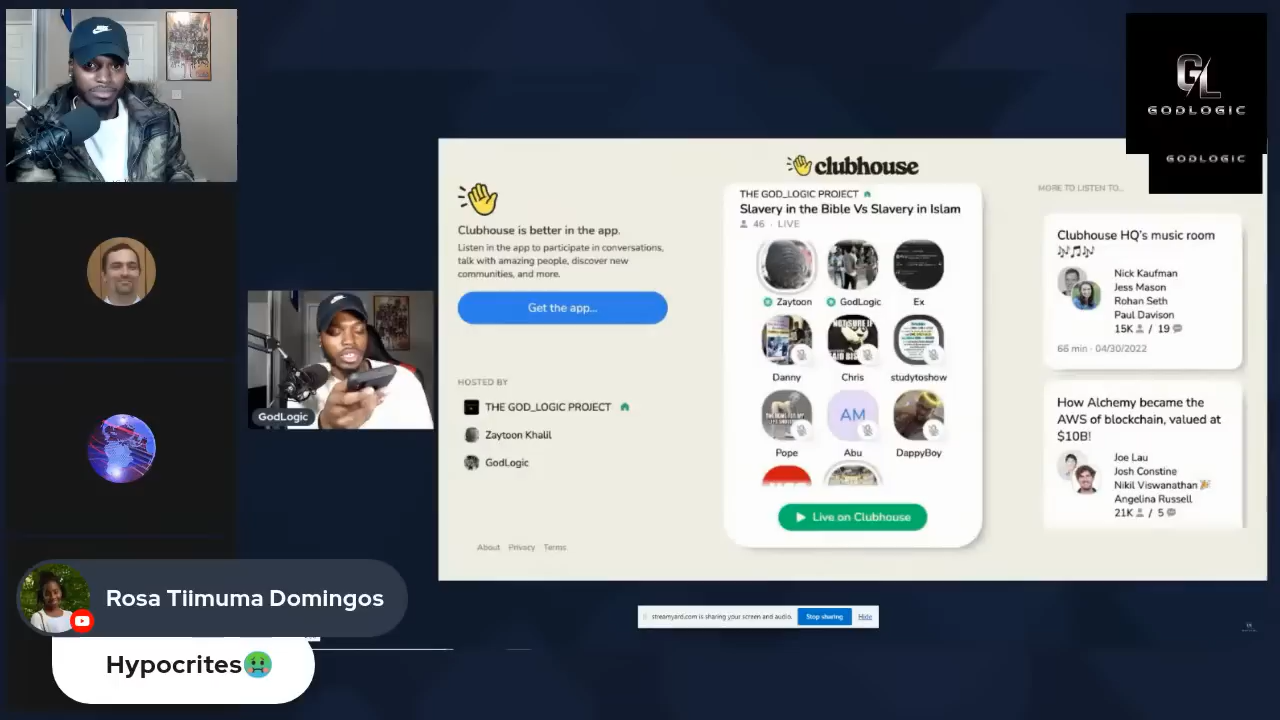 GL
GODLOGIC
GODLOGIC
GodLogic
Clubhouse is better in the app.
Listen in the app to participate in conversations,
talk with amazing people, discover new
communities, and more.
Get the app...
HOSTED BY
THE GOD_LOGIC PROJECT
Zaytoon Khalil
GodLogic
About Privacy Terms
clubhouse
THE GOD_LOGIC PROJECT
Slavery in the Bible Vs Slavery in Islam
46 · LIVE
Zaytoon
GodLogic
Ex
NOT SURE IF
Danny
Chris
studytoshow
AM
Pope
Abu
DappyBoy
Live on Clubhouse
MORE TO LISTEN TO...
Clubhouse HQ's music room
🎶🎵🎶
Nick Kaufman
Jess Mason
Rohan Seth
Paul Davison
15K / 19
66 min · 04/30/2022
How Alchemy became the
AWS of blockchain, valued at
$10B!
Joe Lau
Josh Constine
Nikil Viswanathan 🎉
Angelina Russell
21K / 5
streamyard.com is sharing your screen and audio.
Stop sharing
Hide
Rosa Tiimuma Domingos
Hypocrites🤢